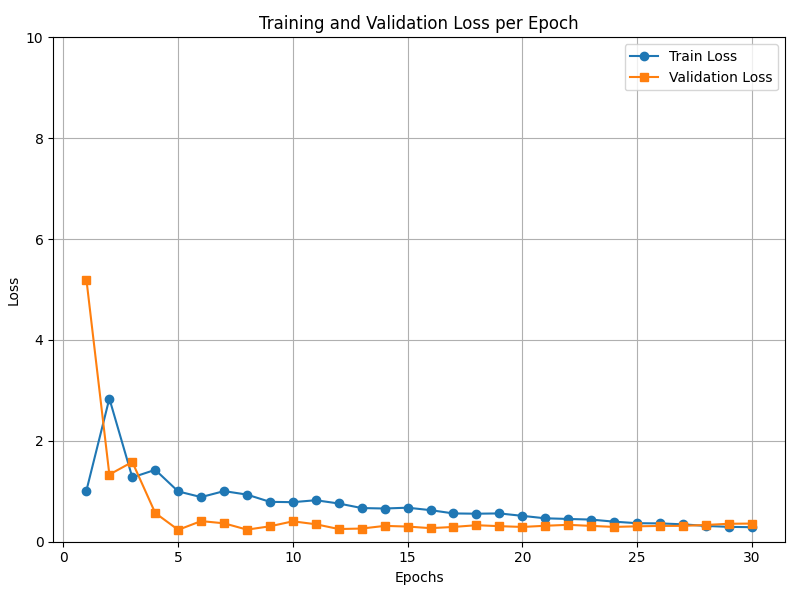 Training and Validation Loss per Epoch
10
8
6
4
2
0
Loss
Train Loss
Validation Loss
0 5 10 15 20 25 30
Epochs